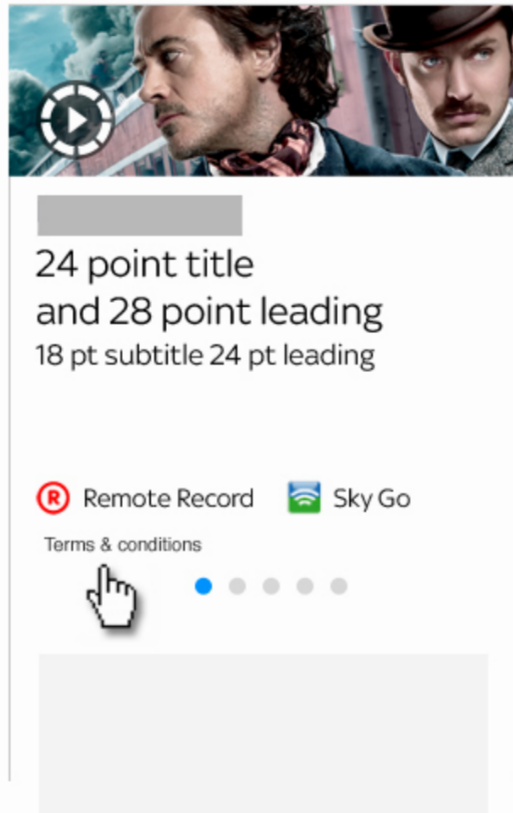 24 point title
and 28 point leading
18 pt subtitle 24 pt leading
R Remote Record Sky Go
Terms & conditions